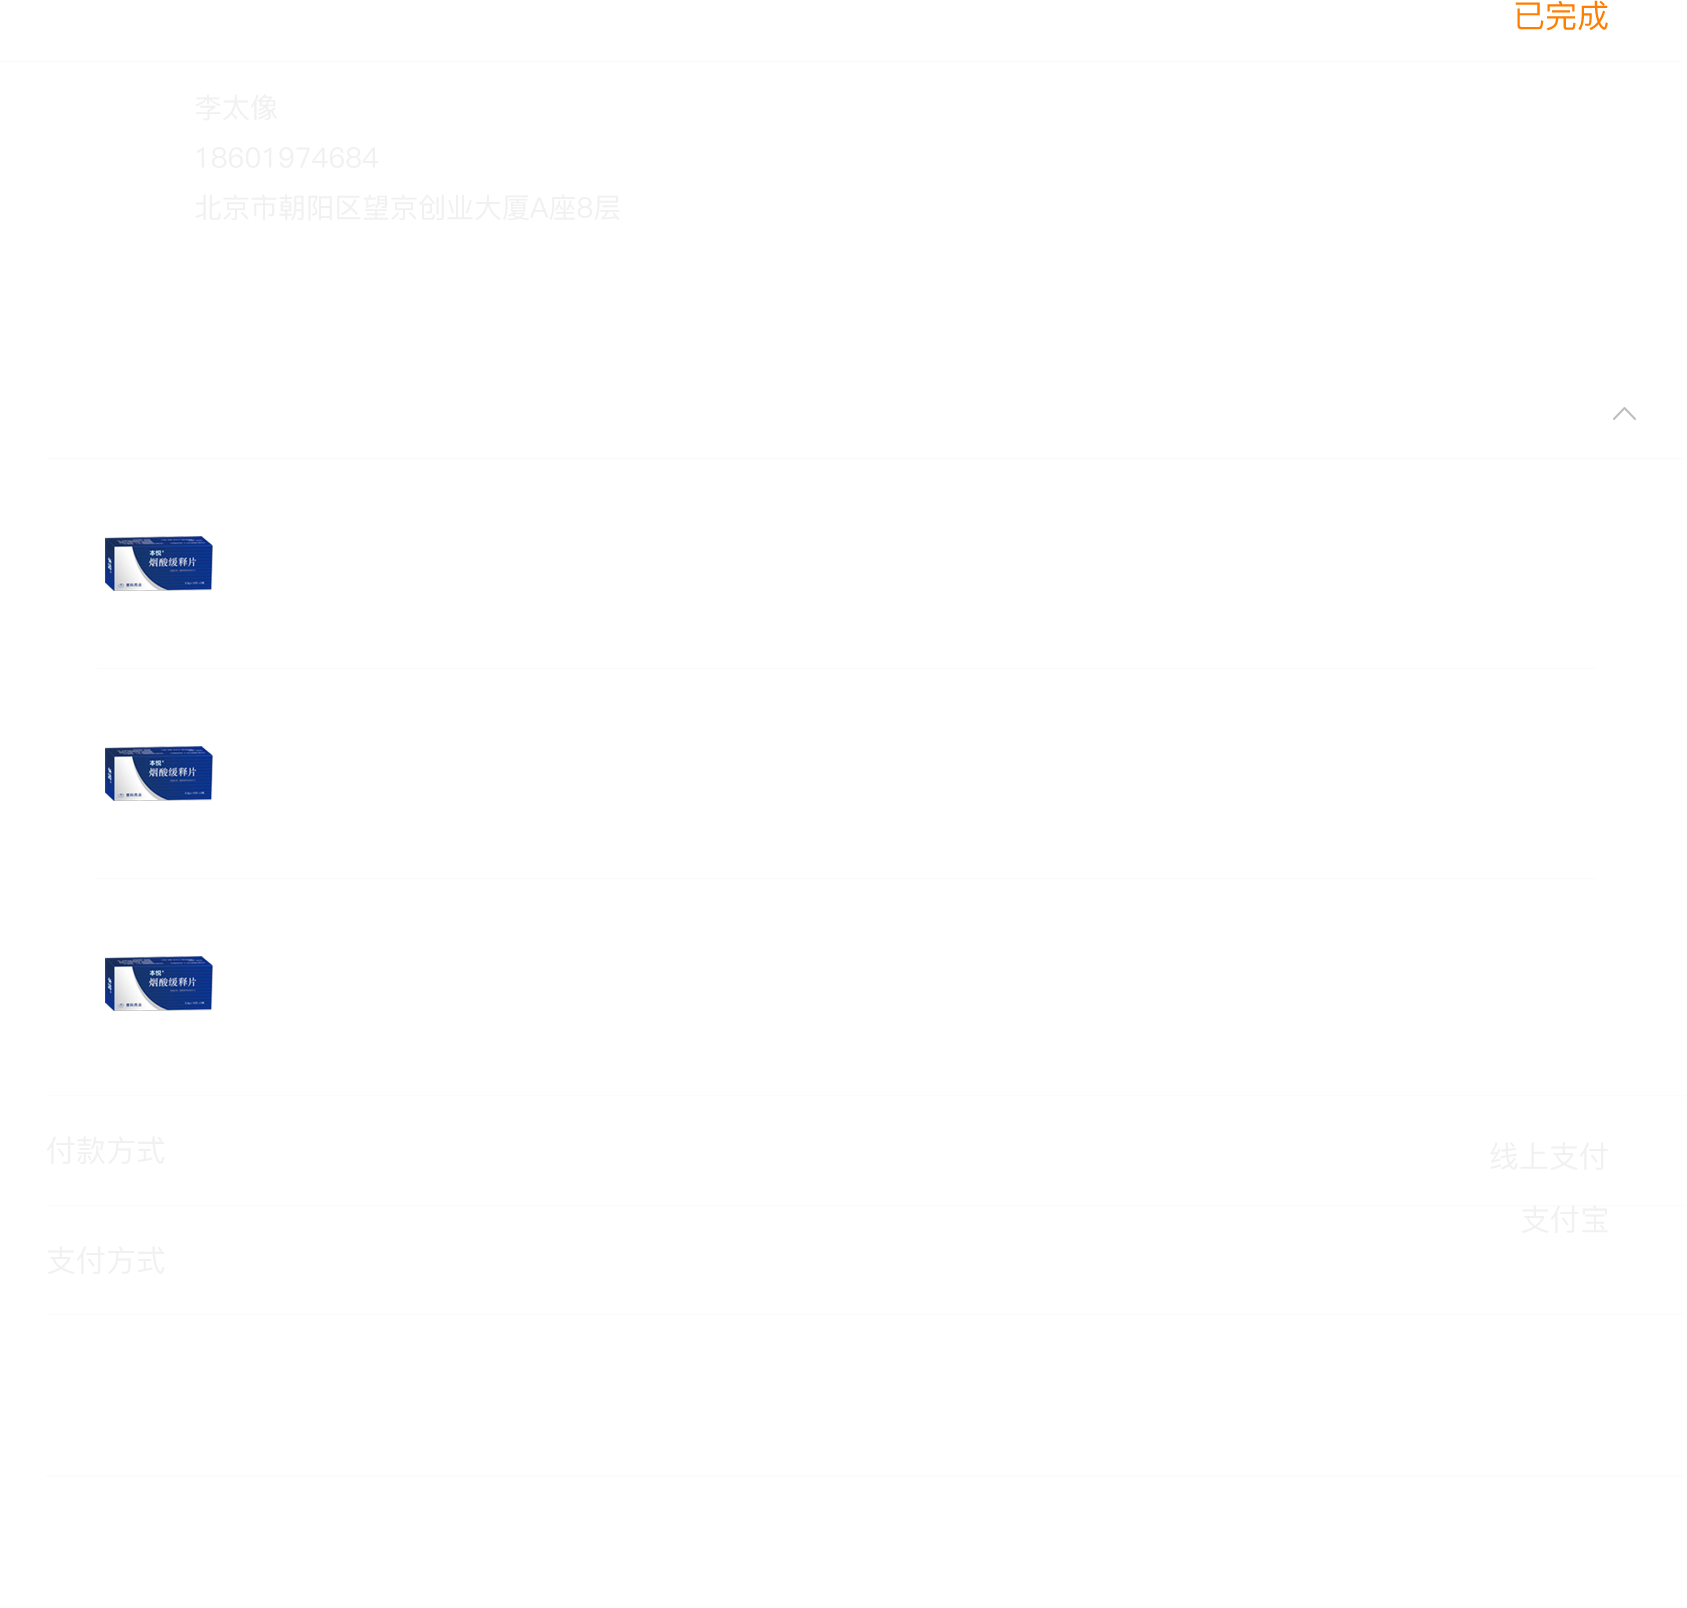 已完成
李太像
18601974684
北京市朝阳区望京创业大厦A座8层
本悦
烟酸缓释片
本悦
烟酸缓释片
本悦
烟酸缓释片
付款方式
线上支付
支付宝
支付方式